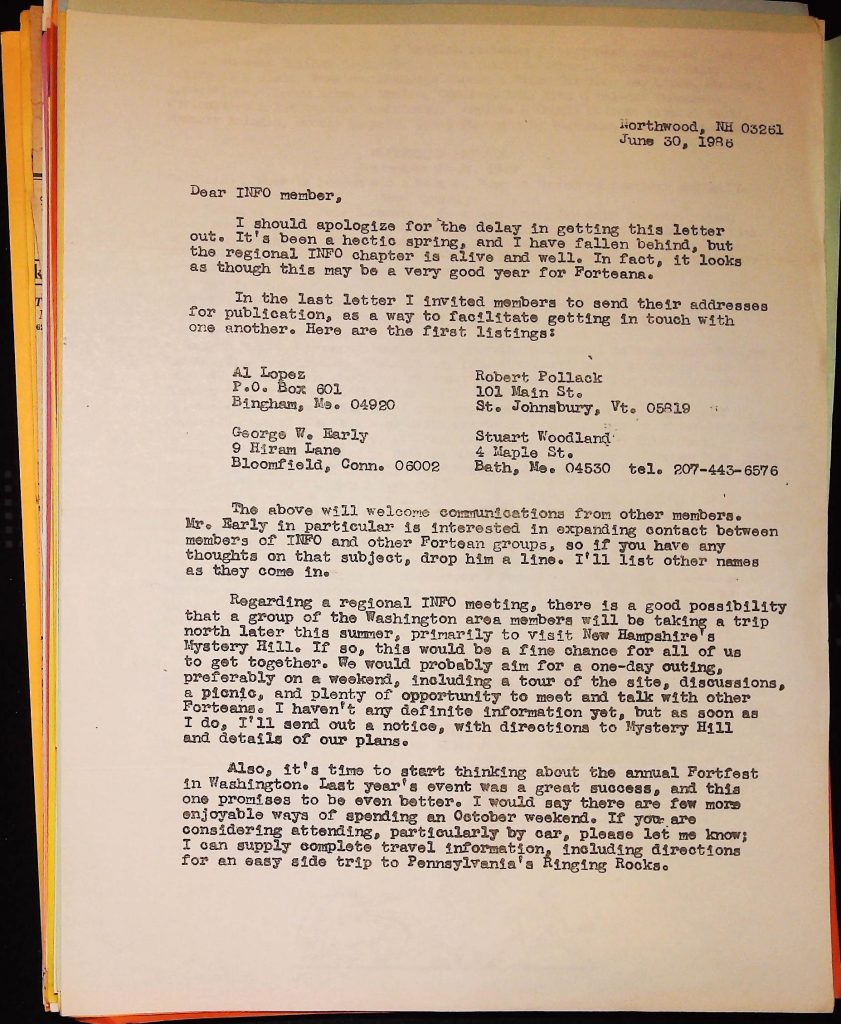 Northwood, NH 03261
June 30, 1986
Dear INFO member,
I should apologize for the delay in getting this letter
out. It's been a hectic spring, and I have fallen behind, but
the regional INFO chapter is alive and well. In fact, it looks
as though this may be a very good year for Forteana.
In the last letter I invited members to send their addresses
for publication, as a way to facilitate getting in touch with
one another. Here are the first listings:
Al Lopez
P.O. Box 601
Bingham, Me. 04920
Robert Pollack
101 Main St.
St. Johnsbury, Vt. 05819
George W. Early
9 Hiram Lane
Bloomfield, Conn. 06002
Stuart Woodland
4 Maple St.
Bath, Me. 04530 tel. 207-443-6576
The above will welcome communications from other members.
Mr. Early in particular is interested in expanding contact between
members of INFO and other Fortean groups, so if you have any
thoughts on that subject, drop him a line. I'll list other names
as they come in.
Regarding a regional INFO meeting, there is a good possibility
that a group of the Washington area members will be taking a trip
north later this summer, primarily to visit New Hampshire's
Mystery Hill. If so, this would be a fine chance for all of us
to get together. We would probably aim for a one-day outing,
preferably on a weekend, including a tour of the site, discussions,
a picnic, and plenty of opportunity to meet and talk with other
Forteans. I haven't any definite information yet, but as soon as
I do, I'll send out a notice, with directions to Mystery Hill
and details of our plans.
Also, it's time to start thinking about the annual Fortfest
in Washington. Last year's event was a great success, and this
one promises to be even better. I would say there are few more
enjoyable ways of spending an October weekend. If you are
considering attending, particularly by car, please let me know;
I can supply complete travel information, including directions
for an easy side trip to Pennsylvania's Ringing Rocks.